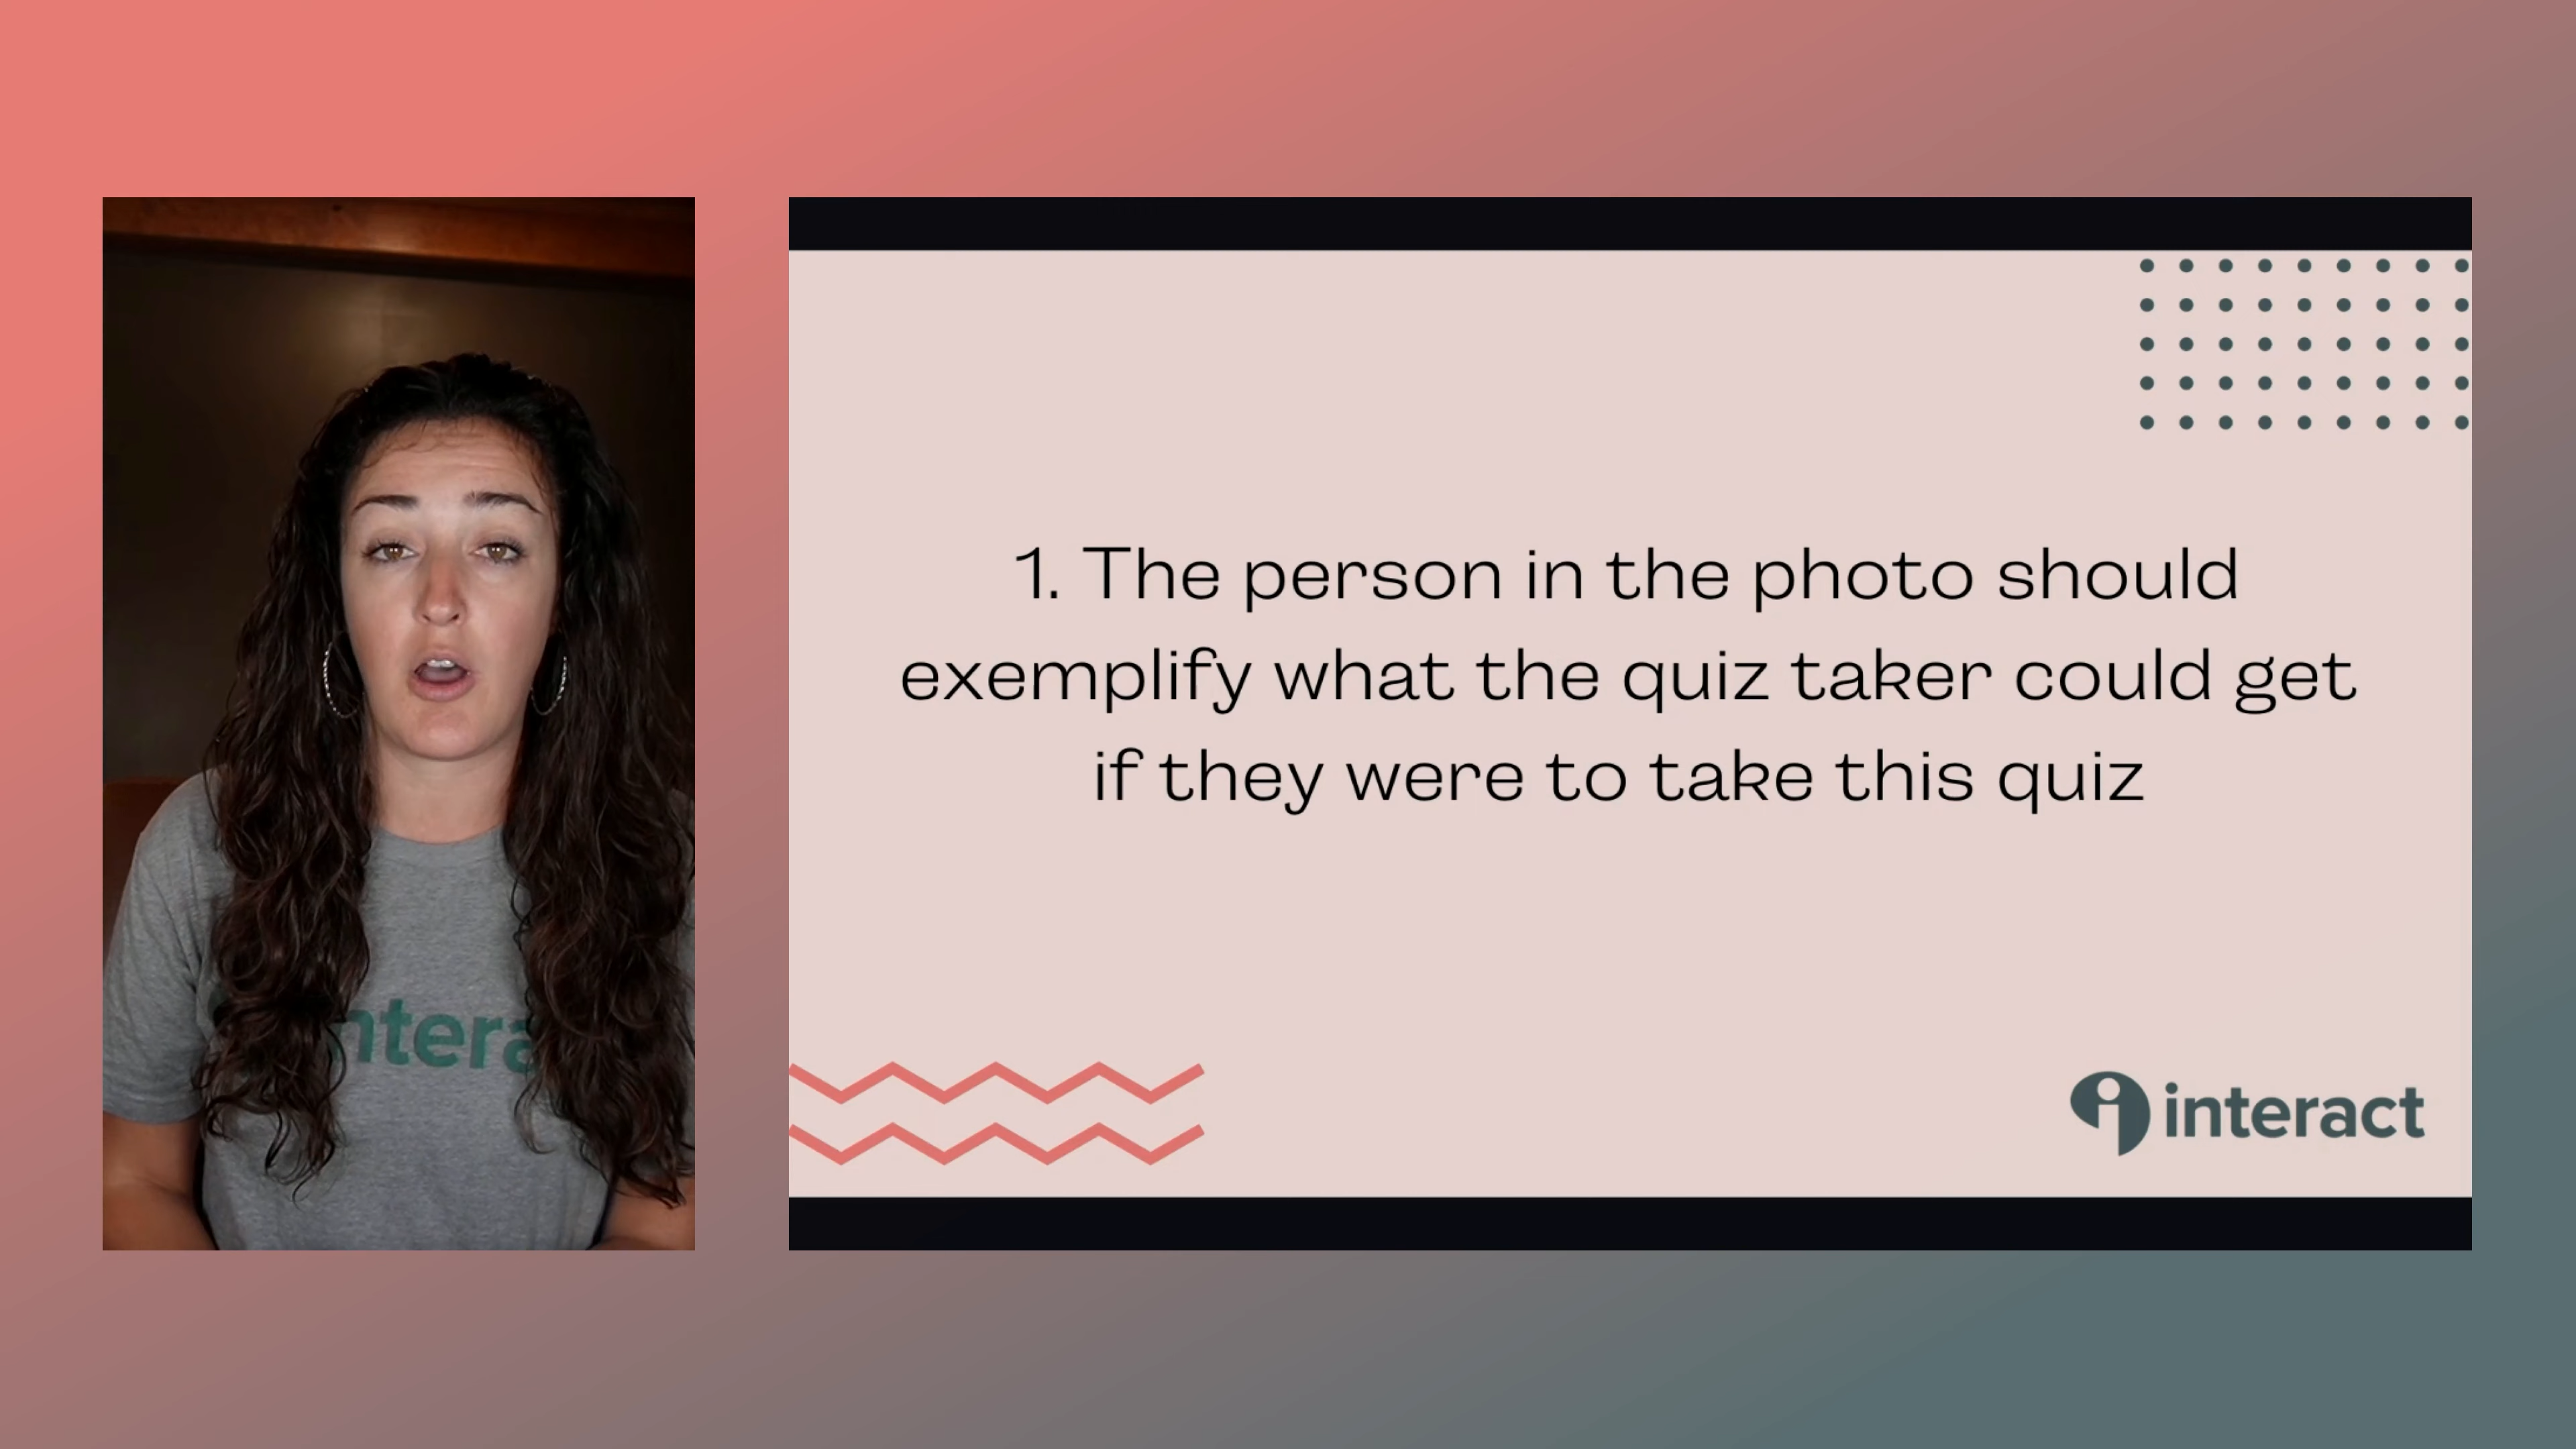 1. The person in the photo should
exemplify what the quiz taker could get
if they were to take this quiz
ntera
interact